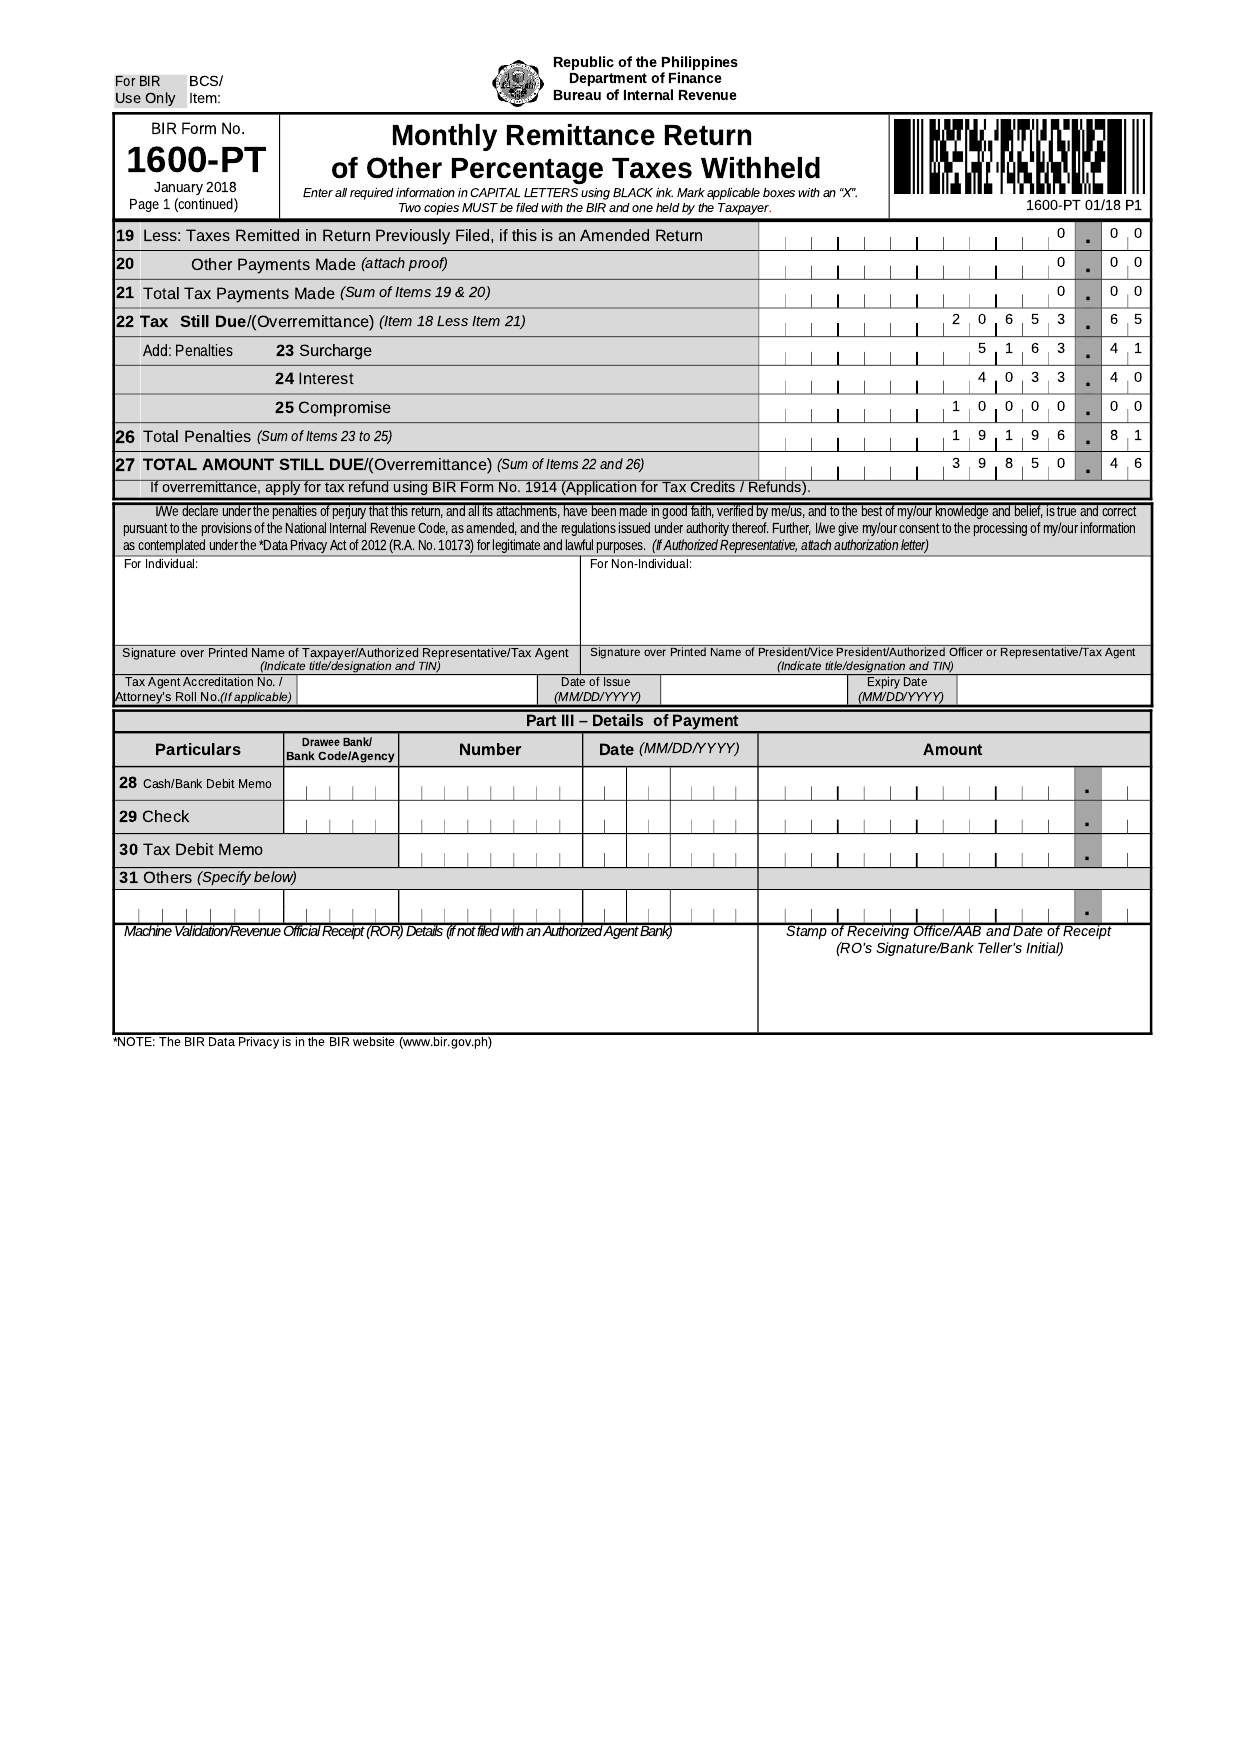 Republic of the Philippines
Department of Finance
Bureau of Internal Revenue
For BIR BCS/
Use Only Item:
BIR Form No.
1600-PT
January 2018
Page 1 (continued)
Monthly Remittance Return
of Other Percentage Taxes Withheld
Enter all required information in CAPITAL LETTERS using BLACK ink. Mark applicable boxes with an “X”.
Two copies MUST be filed with the BIR and one held by the Taxpayer.
1600-PT 01/18 P1
19 Less: Taxes Remitted in Return Previously Filed, if this is an Amended Return 0 . 0 0
20 Other Payments Made (attach proof) 0 . 0 0
21 Total Tax Payments Made (Sum of Items 19 & 20) 0 . 0 0
22 Tax Still Due/(Overremittance) (Item 18 Less Item 21) 2 0 6 5 3 . 6 5
Add: Penalties 23 Surcharge 5 1 6 3 . 4 1
24 Interest 4 0 3 3 . 4 0
25 Compromise 1 0 0 0 0 . 0 0
26 Total Penalties (Sum of Items 23 to 25) 1 9 1 9 6 . 8 1
27 TOTAL AMOUNT STILL DUE/(Overremittance) (Sum of Items 22 and 26) 3 9 8 5 0 . 4 6
If overremittance, apply for tax refund using BIR Form No. 1914 (Application for Tax Credits / Refunds).
I/We declare under the penalties of perjury that this return, and all its attachments, have been made in good faith, verified by me/us, and to the best of my/our knowledge and belief, is true and correct
pursuant to the provisions of the National Internal Revenue Code, as amended, and the regulations issued under authority thereof. Further, I/we give my/our consent to the processing of my/our information
as contemplated under the *Data Privacy Act of 2012 (R.A. No. 10173) for legitimate and lawful purposes. (If Authorized Representative, attach authorization letter)
For Individual: For Non-Individual:
Signature over Printed Name of Taxpayer/Authorized Representative/Tax Agent
(Indicate title/designation and TIN)
Signature over Printed Name of President/Vice President/Authorized Officer or Representative/Tax Agent
(Indicate title/designation and TIN)
Tax Agent Accreditation No. /
Attorney's Roll No.(If applicable)
Date of Issue
(MM/DD/YYYY)
Expiry Date
(MM/DD/YYYY)
Part III – Details of Payment
Particulars
Drawee Bank/
Bank Code/Agency
Number
Date (MM/DD/YYYY)
Amount
28 Cash/Bank Debit Memo .
29 Check .
30 Tax Debit Memo .
31 Others (Specify below)
.
Machine Validation/Revenue Official Receipt (ROR) Details (if not filed with an Authorized Agent Bank)
Stamp of Receiving Office/AAB and Date of Receipt
(RO's Signature/Bank Teller's Initial)
*NOTE: The BIR Data Privacy is in the BIR website (www.bir.gov.ph)